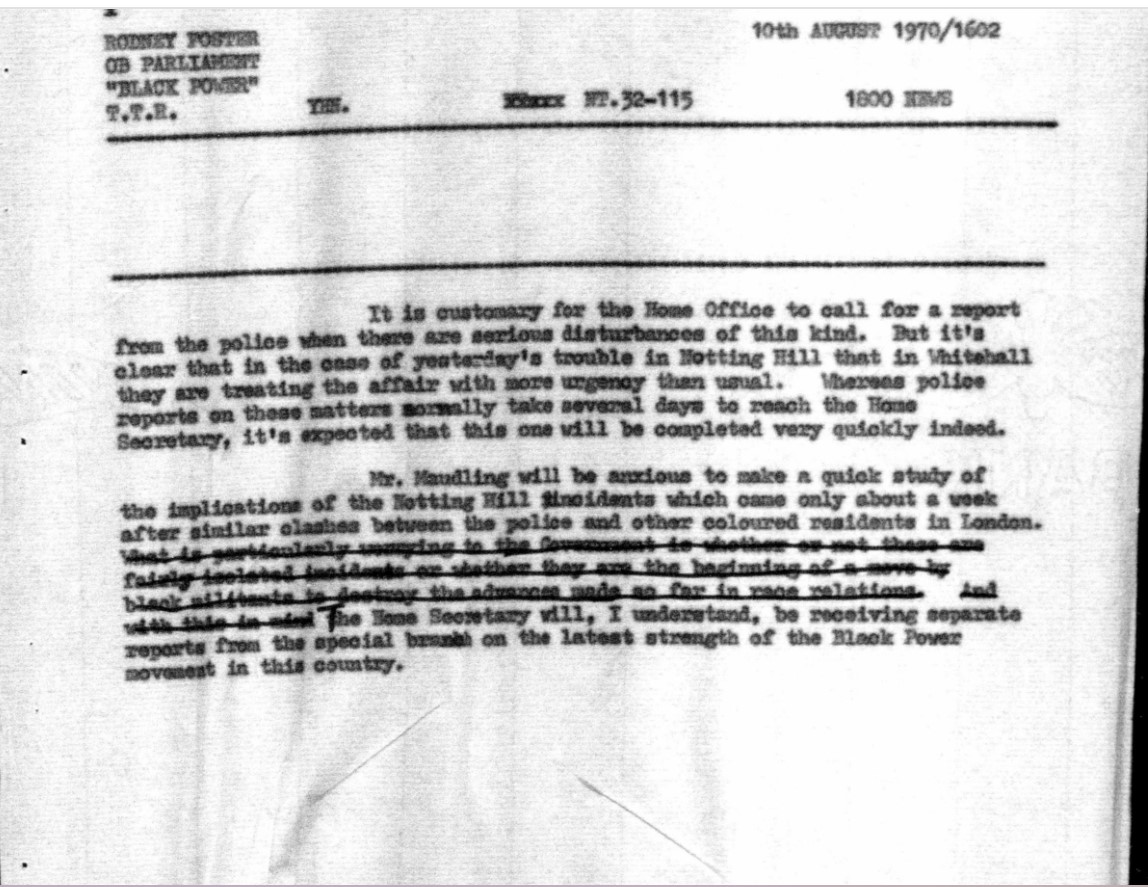 RODNEY FOSTER
10th AUGUST 1970/1602
OB PARLIAMENT
"BLACK POWER"
T.T.R. YHN. NT.32-115 1800 NEWS
It is customary for the Home Office to call for a report
from the police when there are serious disturbances of this kind. But it's
clear that in the case of yesterday's trouble in Notting Hill that in Whitehall
they are treating the affair with more urgency than usual. Whereas police
reports on these matters normally take several days to reach the Home
Secretary, it's expected that this one will be completed very quickly indeed.
Mr. Maudling will be anxious to make a quick study of
the implications of the Notting Hill incidents which came only about a week
after similar clashes between the police and other coloured residents in London.
What is particularly worrying to the Government is whether or not these are
fairly isolated incidents or whether they are the beginning of a move by
black militants to destroy the advances made so far in race relations. And
with this in mind The Home Secretary will, I understand, be receiving separate
reports from the special branch on the latest strength of the Black Power
movement in this country.